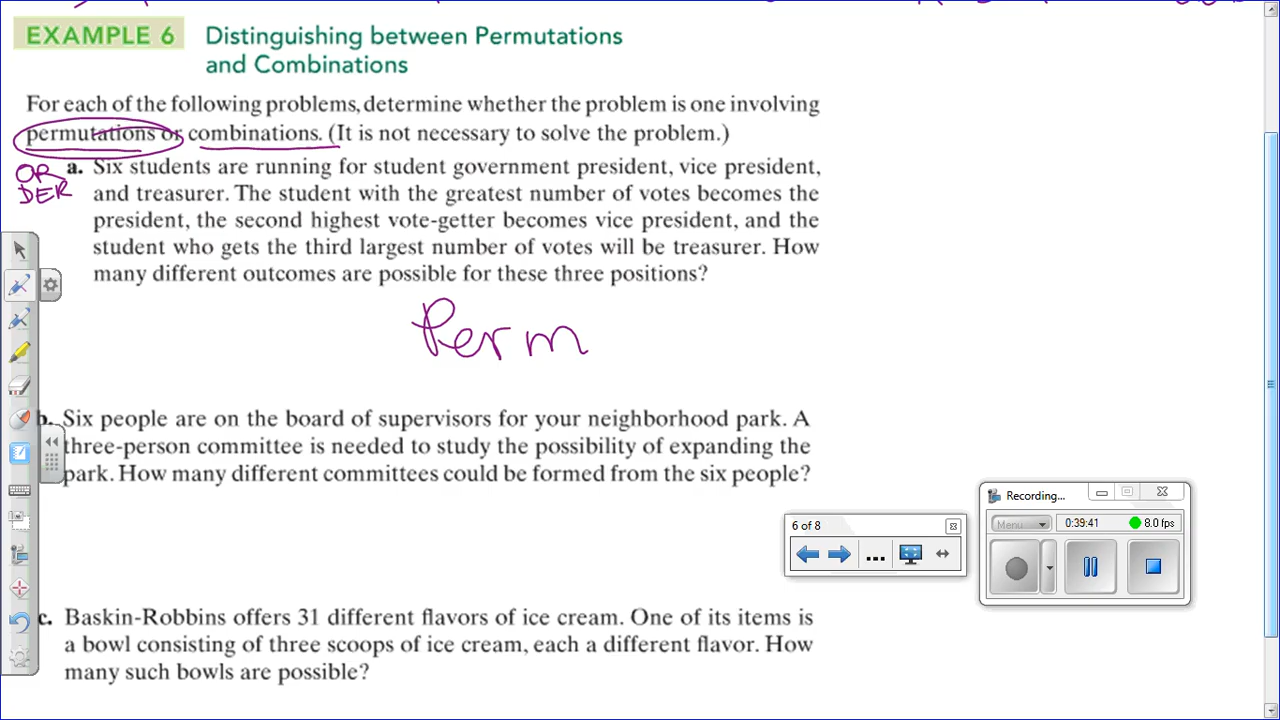 EXAMPLE 6 Distinguishing between Permutations
and Combinations
For each of the following problems, determine whether the problem is one involving
permutations or combinations. (It is not necessary to solve the problem.)
OR
DER
a. Six students are running for student government president, vice president,
and treasurer. The student with the greatest number of votes becomes the
president, the second highest vote-getter becomes vice president, and the
student who gets the third largest number of votes will be treasurer. How
many different outcomes are possible for these three positions?
Perm
b. Six people are on the board of supervisors for your neighborhood park. A
three-person committee is needed to study the possibility of expanding the
park. How many different committees could be formed from the six people?
6 of 8
...
Recording...
Menu
0:39:41
8.0 fps
c. Baskin-Robbins offers 31 different flavors of ice cream. One of its items is
a bowl consisting of three scoops of ice cream, each a different flavor. How
many such bowls are possible?